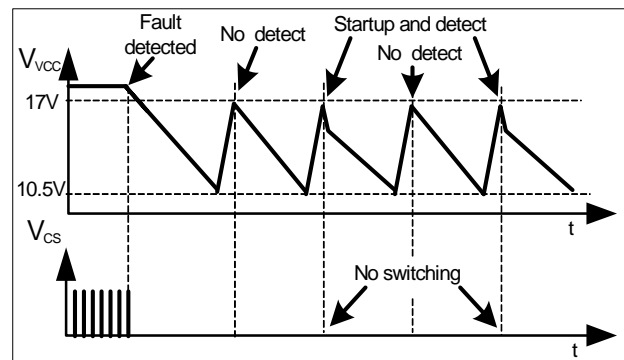 Fault
detected
No detect
Startup and detect
No detect
VVCC
17V
10.5V
t
VCS
No switching
t